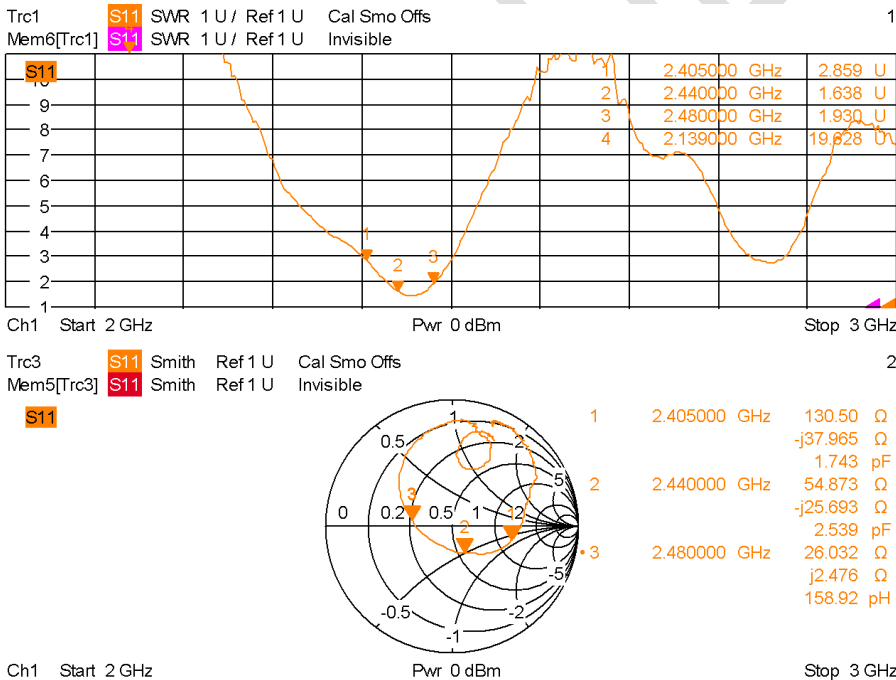 Trc1 S11 SWR 1 U / Ref 1 U Cal Smo Offs 1
Mem6[Trc1] S11 SWR 1 U / Ref 1 U Invisible
S11
10
9
8
7
6
5
4
3
2
1
1 2.405000 GHz 2.859 U
2 2.440000 GHz 1.638 U
3 2.480000 GHz 1.930 U
4 2.139000 GHz 19.628 U
1
2
3
Ch1 Start 2 GHz Pwr 0 dBm Stop 3 GHz
Trc3 S11 Smith Ref 1 U Cal Smo Offs 2
Mem5[Trc3] S11 Smith Ref 1 U Invisible
S11
1
0.5 2
5
0 0.2 0.5 1 2
3
2
1
-5
-0.5 -2
-1
1 2.405000 GHz 130.50 Ω
-j37.965 Ω
1.743 pF
2 2.440000 GHz 54.873 Ω
-j25.693 Ω
2.539 pF
3 2.480000 GHz 26.032 Ω
j2.476 Ω
158.92 pH
Ch1 Start 2 GHz Pwr 0 dBm Stop 3 GHz